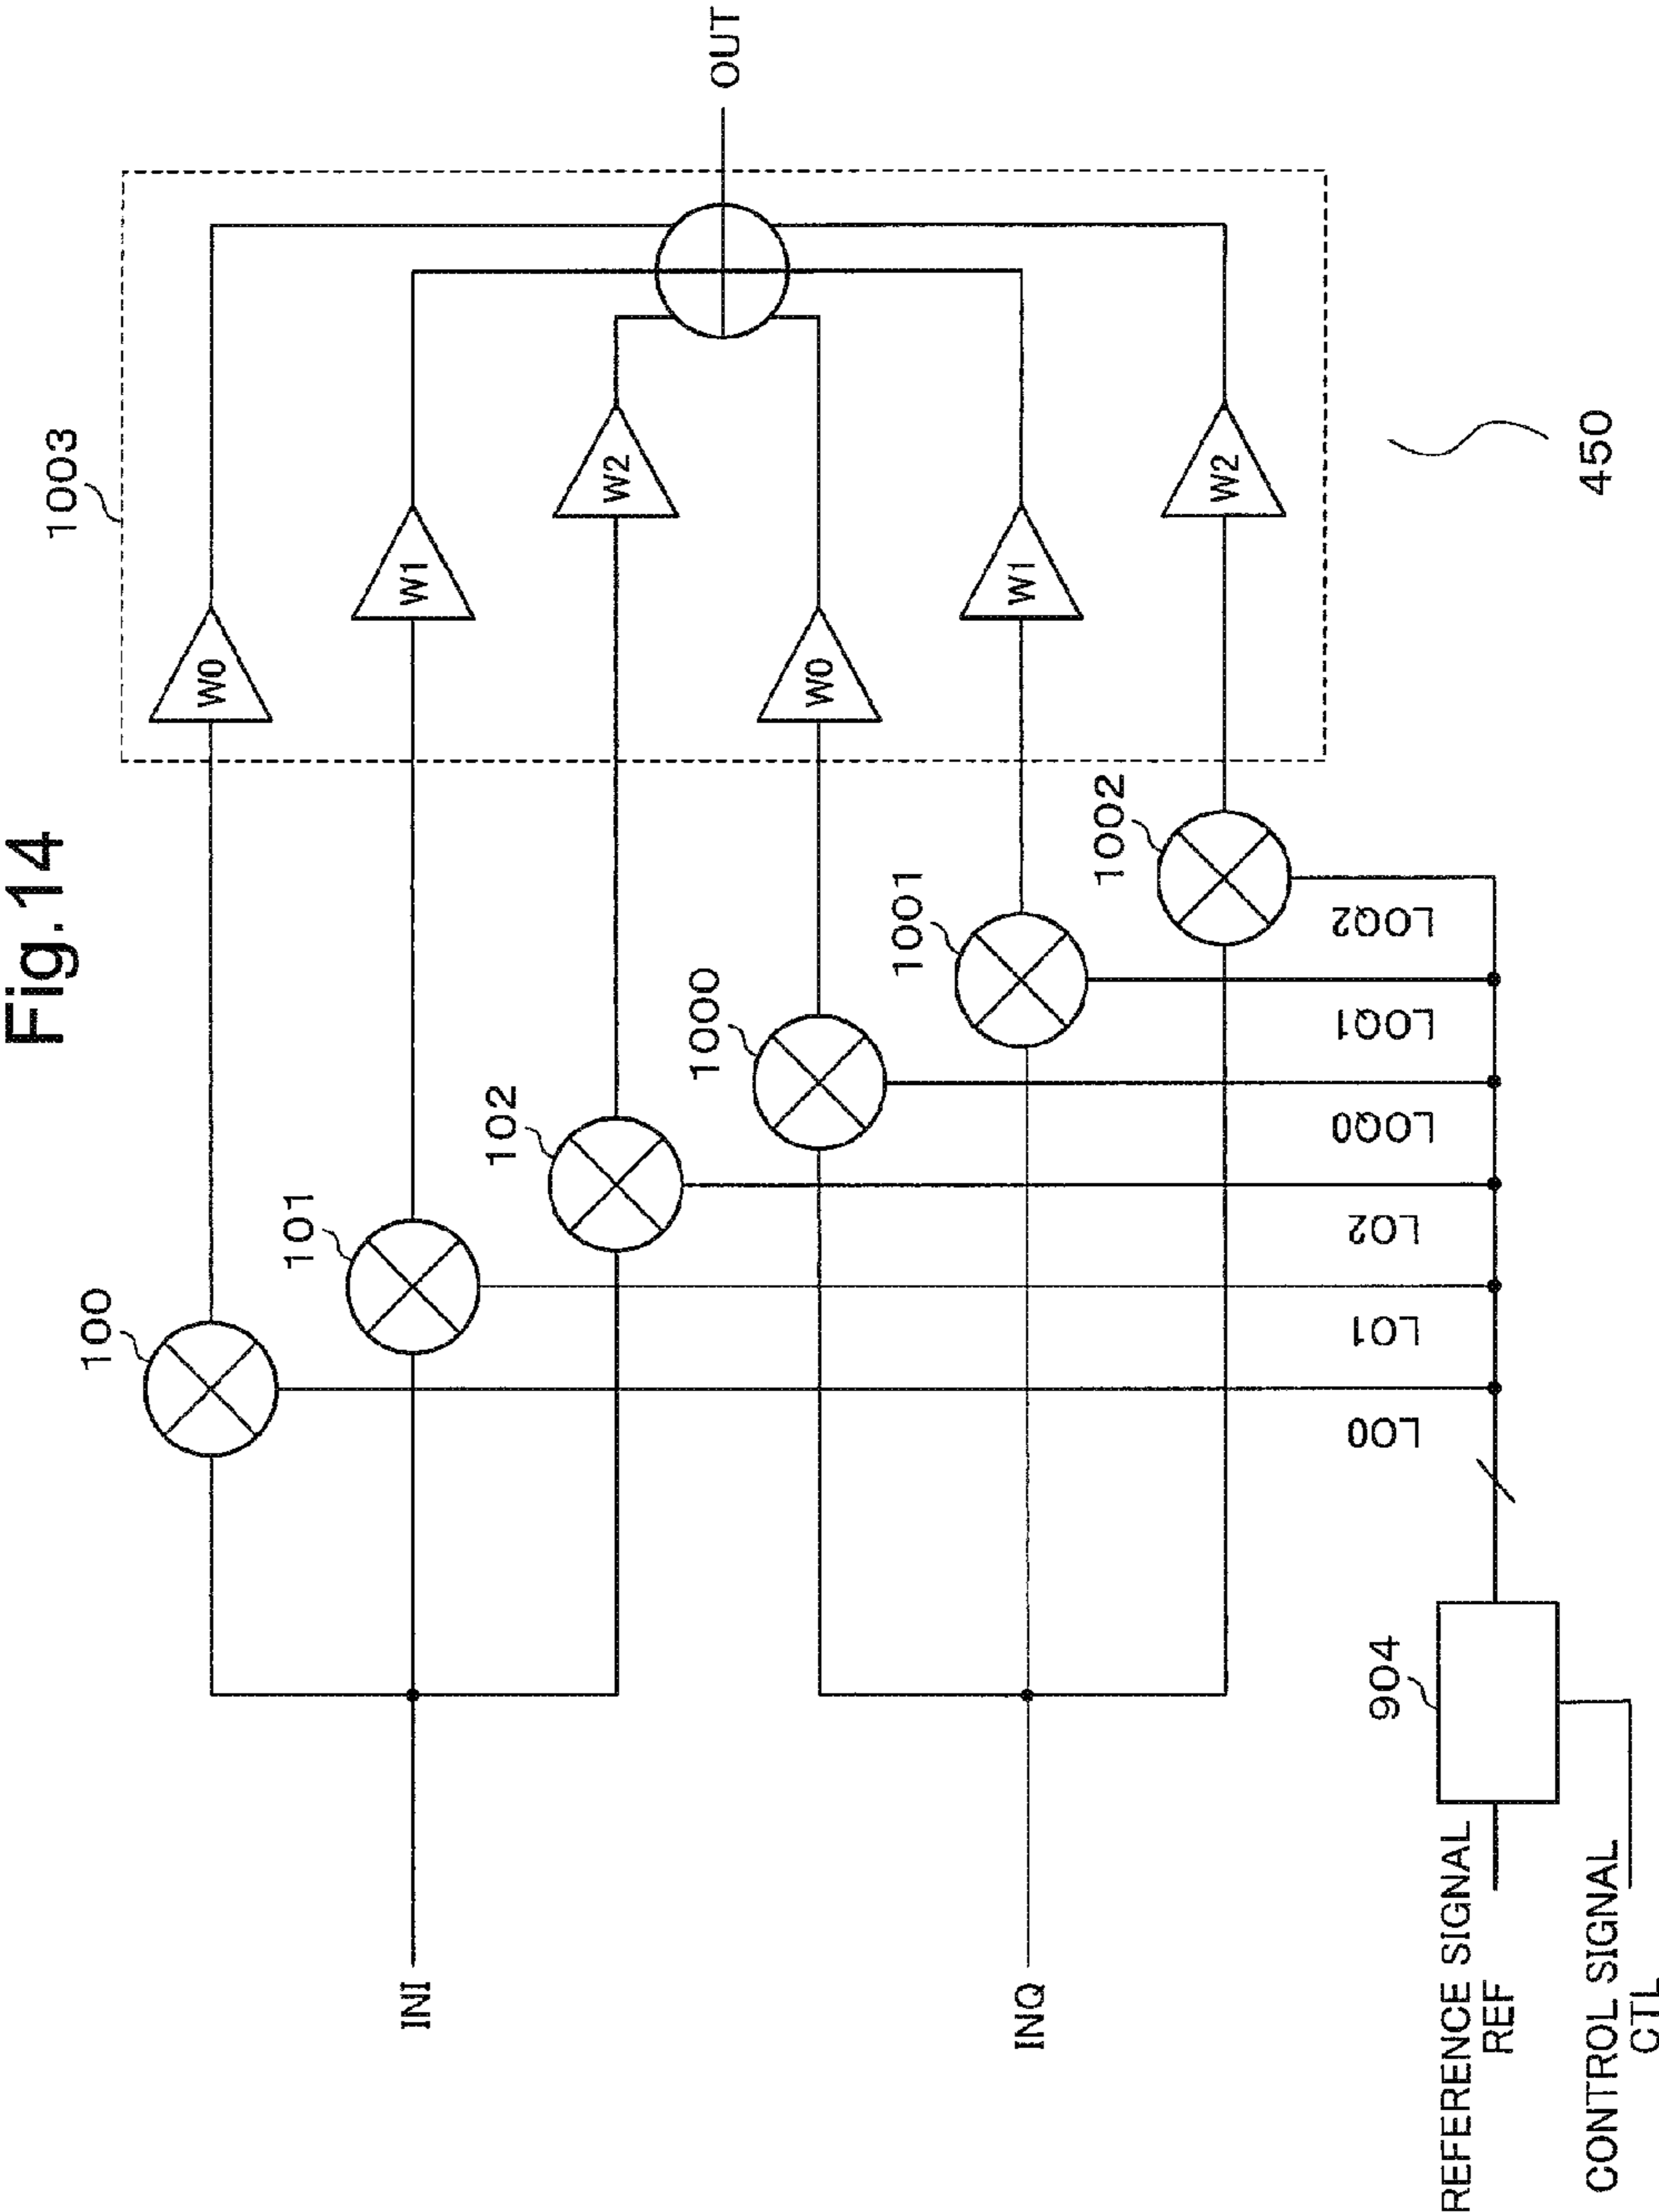 Fig.14
1003
W0
W1
W2
W0
W1
W2
OUT
450
100
101
102
1000
1001
1002
LO0
LO1
LO2
LOQ0
LOQ1
LOQ2
INI
INQ
904
REFERENCE SIGNAL
REF
CONTROL SIGNAL
CTL